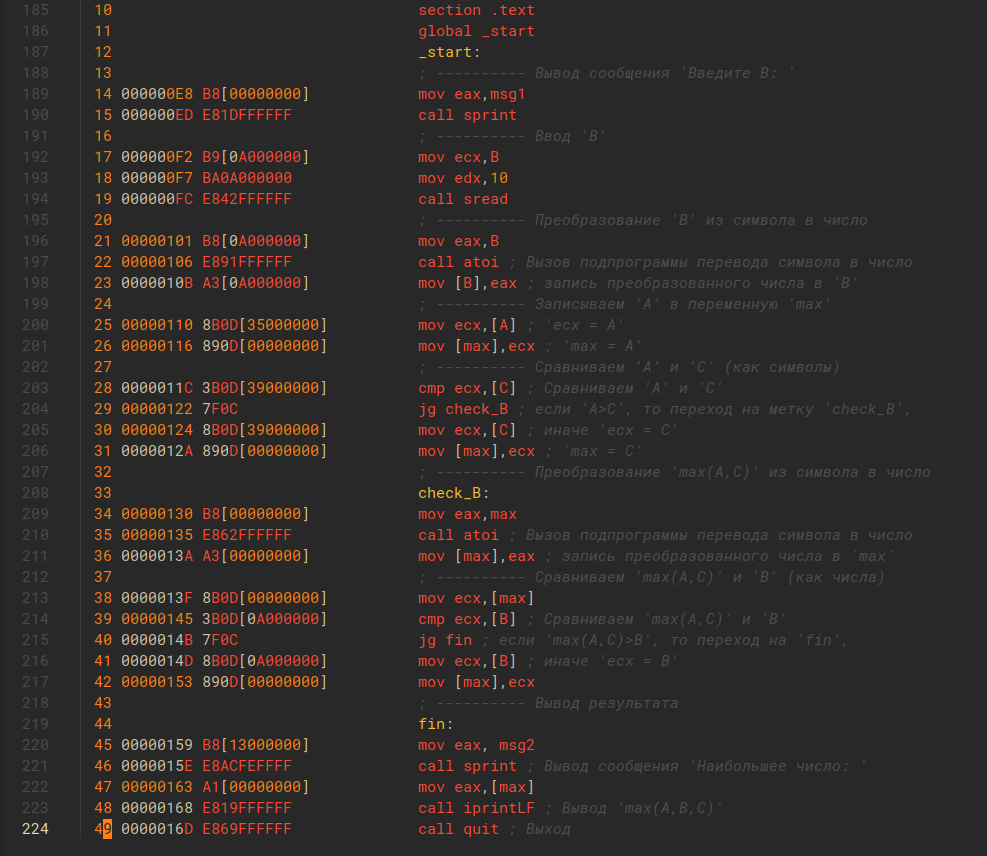 185 10 section .text
186 11 global _start
187 12 _start:
188 13 ; ---------- Вывод сообщения 'Введите B: '
189 14 000000E8 B8[00000000] mov eax,msg1
190 15 000000ED E81DFFFFFF call sprint
191 16 ; ---------- Ввод 'B'
192 17 000000F2 B9[0A000000] mov ecx,B
193 18 000000F7 BA0A000000 mov edx,10
194 19 000000FC E842FFFFFF call sread
195 20 ; ---------- Преобразование 'B' из символа в число
196 21 00000101 B8[0A000000] mov eax,B
197 22 00000106 E891FFFFFF call atoi ; Вызов подпрограммы перевода символа в число
198 23 0000010B A3[0A000000] mov [B],eax ; запись преобразованного числа в 'B'
199 24 ; ---------- Записываем 'A' в переменную 'max'
200 25 00000110 8B0D[35000000] mov ecx,[A] ; 'ecx = A'
201 26 00000116 890D[00000000] mov [max],ecx ; 'max = A'
202 27 ; ---------- Сравниваем 'A' и 'C' (как символы)
203 28 0000011C 3B0D[39000000] cmp ecx,[C] ; Сравниваем 'A' и 'C'
204 29 00000122 7F0C jg check_B ; если 'A>C', то переход на метку 'check_B',
205 30 00000124 8B0D[39000000] mov ecx,[C] ; иначе 'ecx = C'
206 31 0000012A 890D[00000000] mov [max],ecx ; 'max = C'
207 32 ; ---------- Преобразование 'max(A,C)' из символа в число
208 33 check_B:
209 34 00000130 B8[00000000] mov eax,max
210 35 00000135 E862FFFFFF call atoi ; Вызов подпрограммы перевода символа в число
211 36 0000013A A3[00000000] mov [max],eax ; запись преобразованного числа в `max`
212 37 ; ---------- Сравниваем 'max(A,C)' и 'B' (как числа)
213 38 0000013F 8B0D[00000000] mov ecx,[max]
214 39 00000145 3B0D[0A000000] cmp ecx,[B] ; Сравниваем 'max(A,C)' и 'B'
215 40 0000014B 7F0C jg fin ; если 'max(A,C)>B', то переход на 'fin',
216 41 0000014D 8B0D[0A000000] mov ecx,[B] ; иначе 'ecx = B'
217 42 00000153 890D[00000000] mov [max],ecx
218 43 ; ---------- Вывод результата
219 44 fin:
220 45 00000159 B8[13000000] mov eax, msg2
221 46 0000015E E8ACFEFFFF call sprint ; Вывод сообщения 'Наибольшее число: '
222 47 00000163 A1[00000000] mov eax,[max]
223 48 00000168 E819FFFFFF call iprintLF ; Вывод 'max(A,B,C)'
224 49 0000016D E869FFFFFF call quit ; Выход